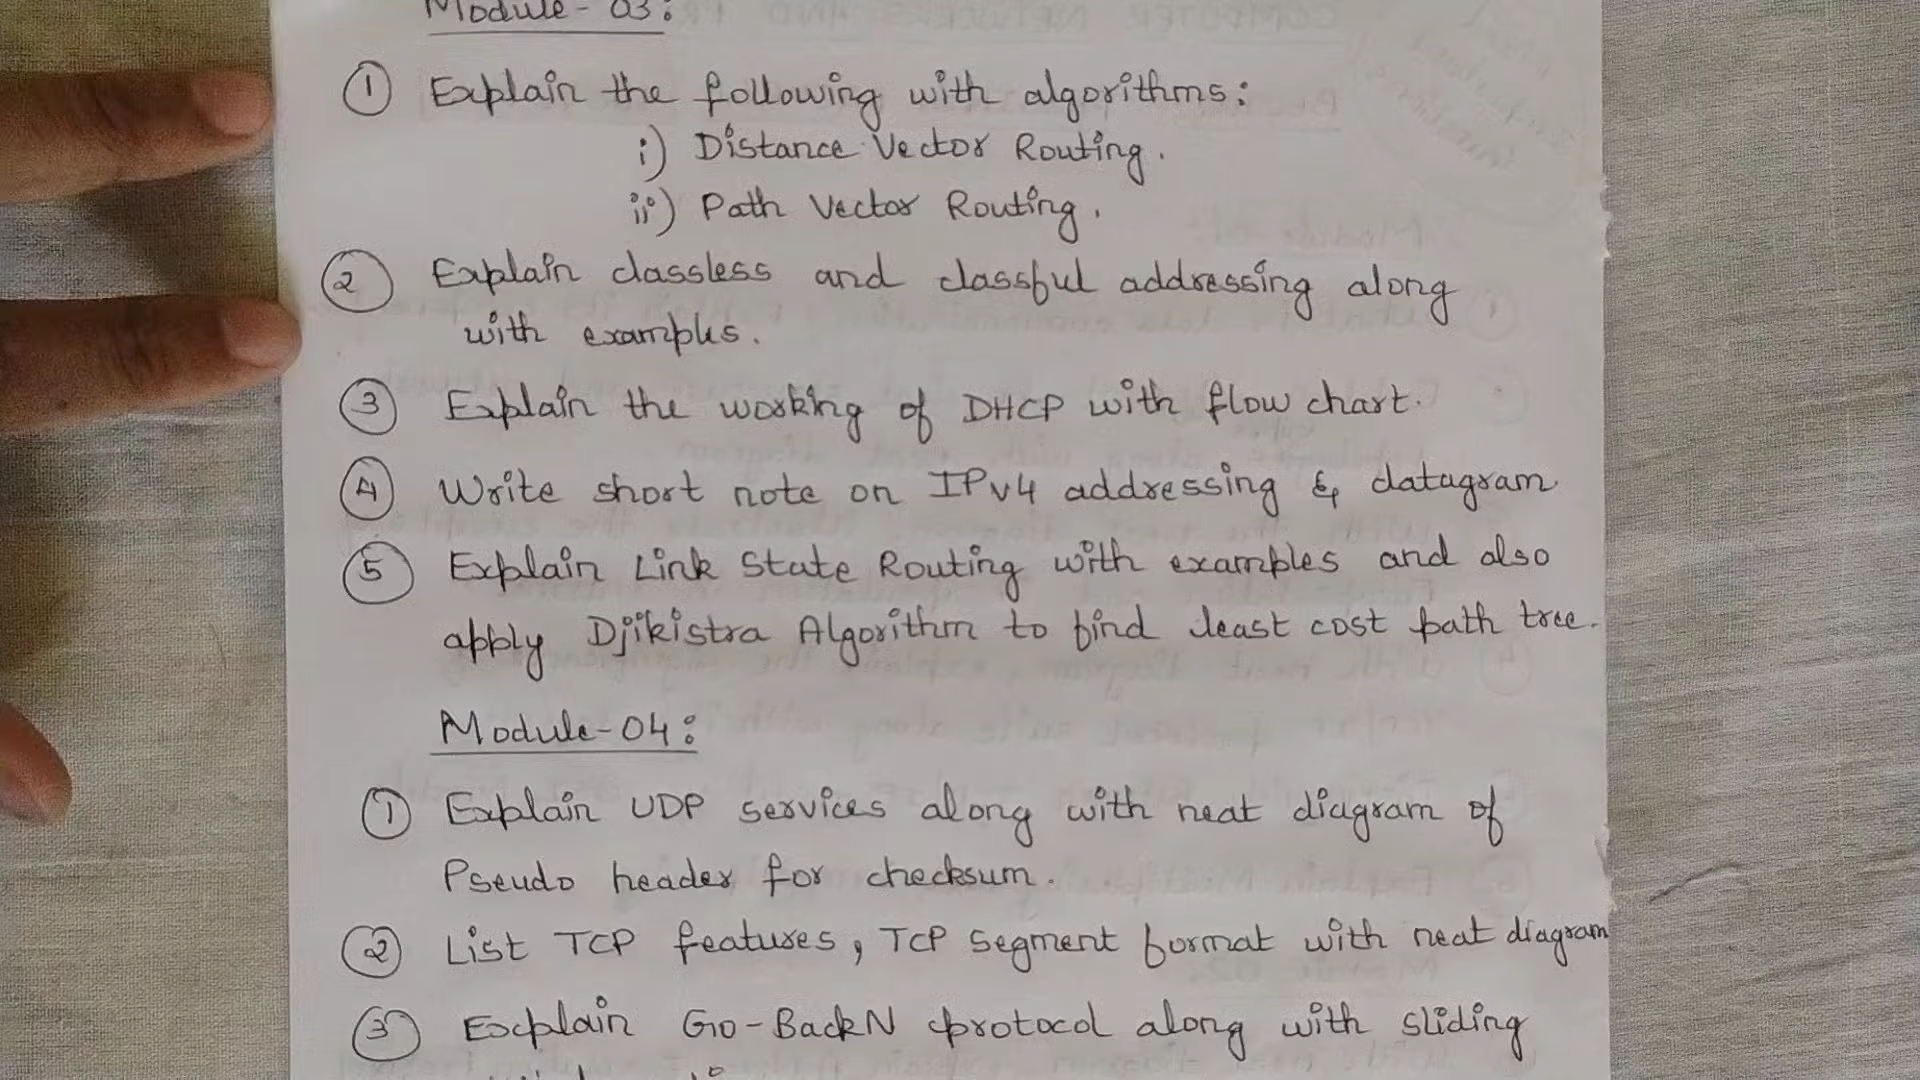 Module-03:
① Explain the following with algorithms:
i) Distance Vector Routing.
ii) Path Vector Routing.
② Explain classless and classful addressing along
with examples.
③ Explain the working of DHCP with flow chart.
④ Write short note on IPv4 addressing & datagram
⑤ Explain Link State Routing with examples and also
apply Djikistra Algorithm to find least cost path tree.
Module-04:
① Explain UDP services along with neat diagram of
Pseudo header for checksum.
② List TCP features, TCP segment format with neat diagram
③ Explain Go-BackN protocol along with sliding